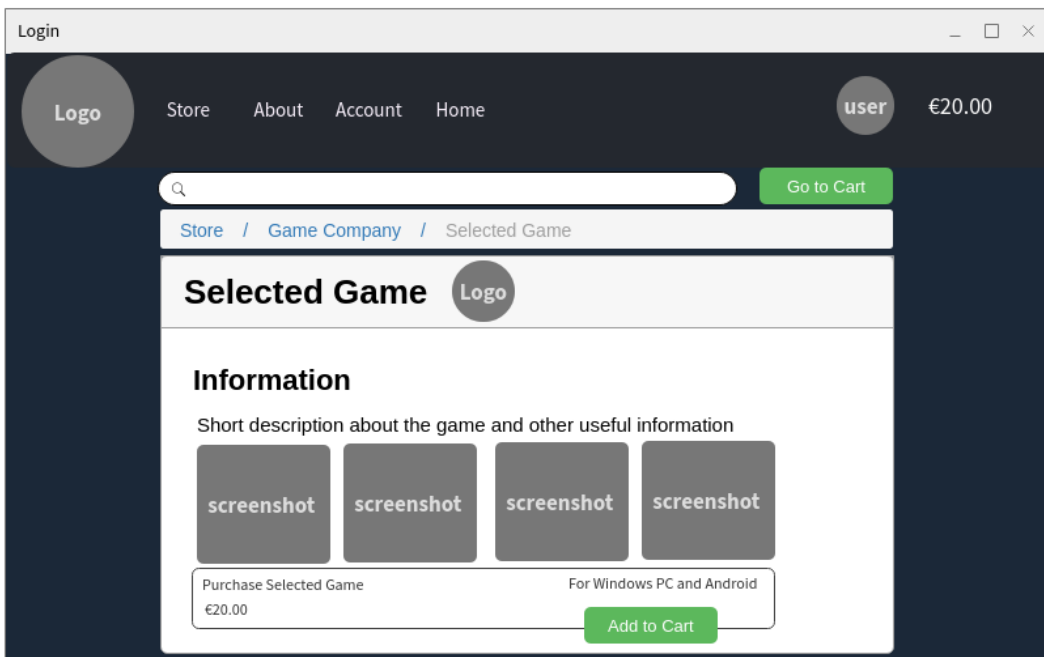 Login
Logo Store About Account Home user €20.00
Go to Cart
Store / Game Company / Selected Game
Selected Game Logo
Information
Short description about the game and other useful information
screenshot screenshot screenshot screenshot
Purchase Selected Game For Windows PC and Android
€20.00
Add to Cart